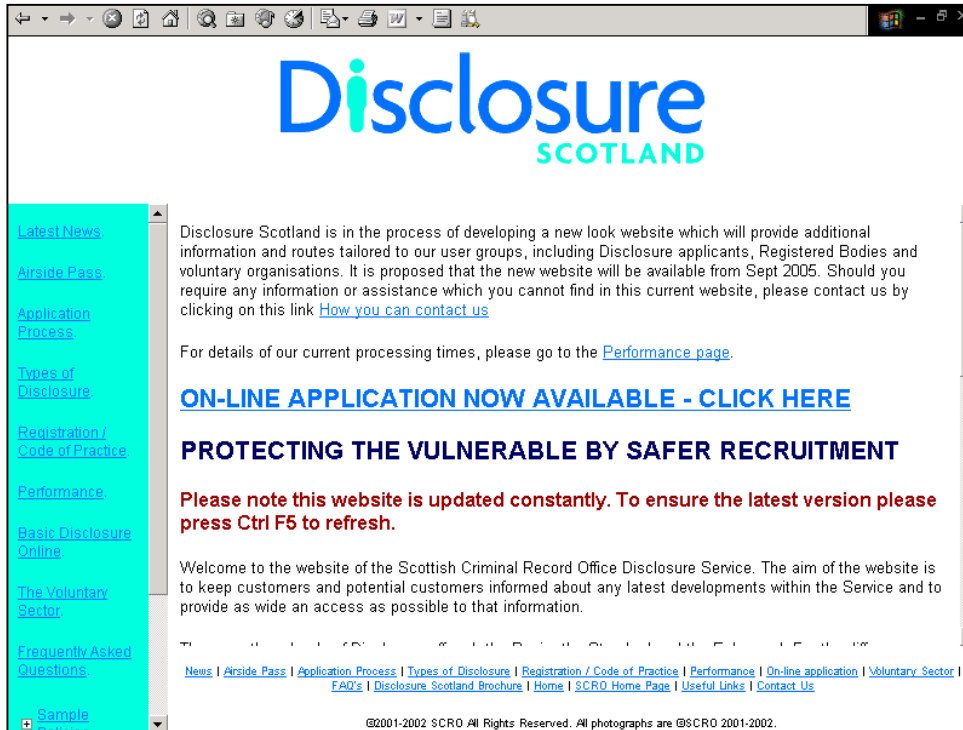 Disclosure
SCOTLAND
Latest News.
Airside Pass.
Application
Process.
Types of
Disclosure.
Registration /
Code of Practice.
Performance.
Basic Disclosure
Online.
The Voluntary
Sector.
Frequently Asked
Questions.
Sample
Disclosure Scotland is in the process of developing a new look website which will provide additional
information and routes tailored to our user groups, including Disclosure applicants, Registered Bodies and
voluntary organisations. It is proposed that the new website will be available from Sept 2005. Should you
require any information or assistance which you cannot find in this current website, please contact us by
clicking on this link How you can contact us
For details of our current processing times, please go to the Performance page.
ON-LINE APPLICATION NOW AVAILABLE - CLICK HERE
PROTECTING THE VULNERABLE BY SAFER RECRUITMENT
Please note this website is updated constantly. To ensure the latest version please
press Ctrl F5 to refresh.
Welcome to the website of the Scottish Criminal Record Office Disclosure Service. The aim of the website is
to keep customers and potential customers informed about any latest developments within the Service and to
provide as wide an access as possible to that information.
News | Airside Pass | Application Process | Types of Disclosure | Registration / Code of Practice | Performance | On-line application | Voluntary Sector |
FAQ's | Disclosure Scotland Brochure | Home | SCRO Home Page | Useful Links | Contact Us
©2001-2002 SCRO All Rights Reserved. All photographs are ©SCRO 2001-2002.